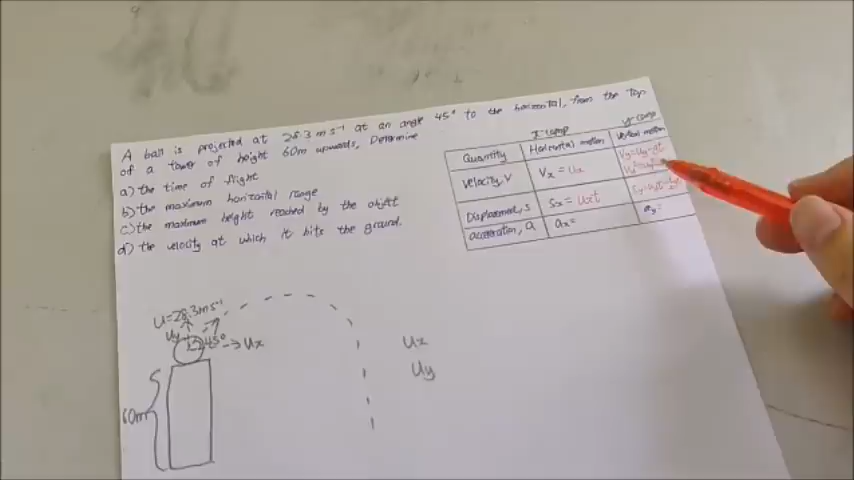 A ball is projected at 28.3 m s⁻¹ at an angle 45° to the horizontal, from the top
of a tower of height 60m upwards, Determine
a) the time of flight
b) the maximum horizontal range
c) the maximum height reached by the object
d) the velocity at which it hits the ground.
x-comp
y-comp
Quantity
Horizontal motion
Vertical motion
Velocity, V
Vx = Ux
Vy = Uy - gt
Displacement, S
Sx = Uxt
acceleration, a
ax =
ay =
U = 28.3 m s⁻¹
Uy
45°
Ux
60m
Ux
Uy